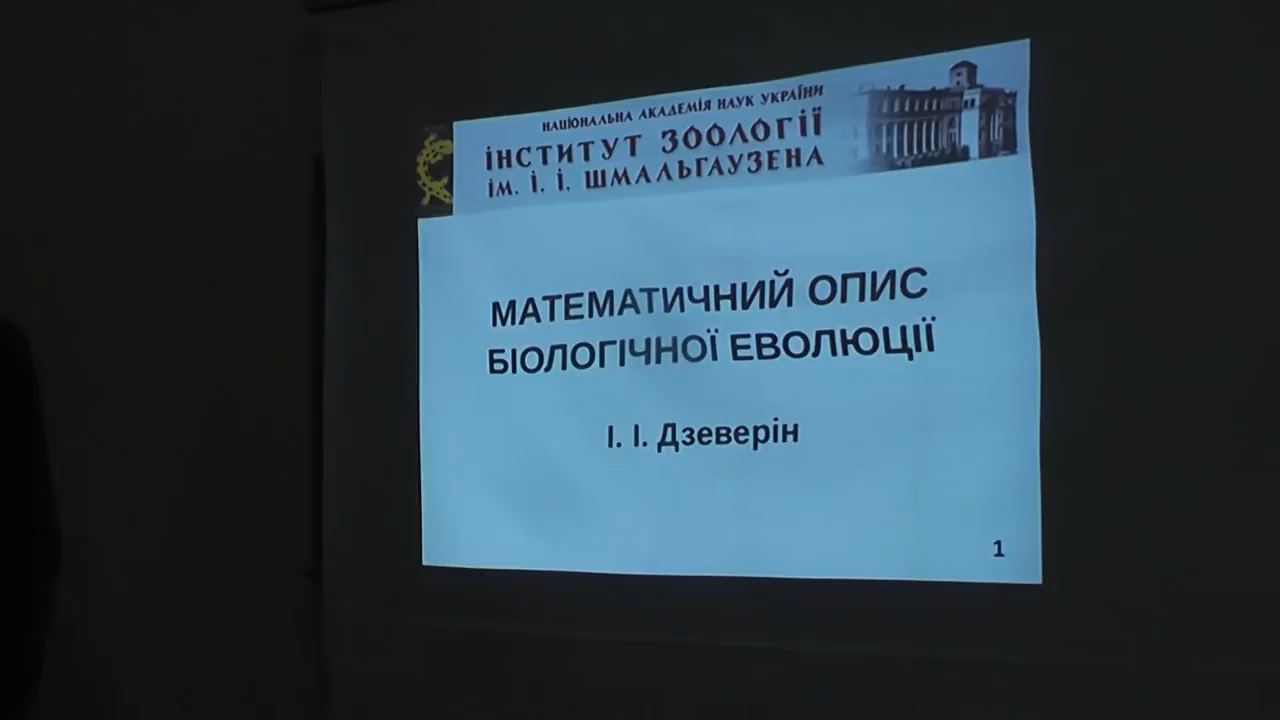 НАЦІОНАЛЬНА АКАДЕМІЯ НАУК УКРАЇНИ
ІНСТИТУТ ЗООЛОГІЇ
ІМ. І. І. ШМАЛЬГАУЗЕНА
МАТЕМАТИЧНИЙ ОПИС
БІОЛОГІЧНОЇ ЕВОЛЮЦІЇ
І. І. Дзеверін
1